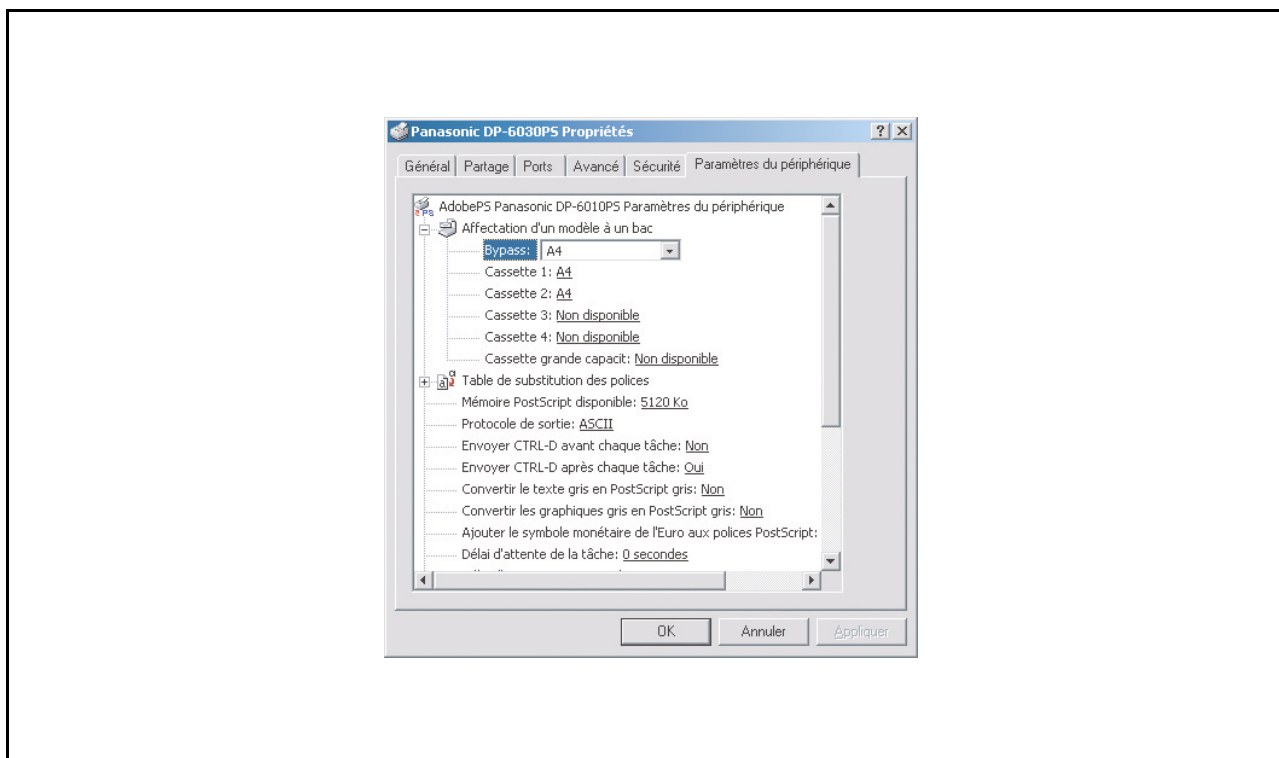 Panasonic DP-6030PS Propriétés
Général Partage Ports Avancé Sécurité Paramètres du périphérique
AdobePS Panasonic DP-6010PS Paramètres du périphérique
Affectation d'un modèle à un bac
Bypass: A4
Cassette 1: A4
Cassette 2: A4
Cassette 3: Non disponible
Cassette 4: Non disponible
Cassette grande capacit: Non disponible
Table de substitution des polices
Mémoire PostScript disponible: 5120 Ko
Protocole de sortie: ASCII
Envoyer CTRL-D avant chaque tâche: Non
Envoyer CTRL-D après chaque tâche: Oui
Convertir le texte gris en PostScript gris: Non
Convertir les graphiques gris en PostScript gris: Non
Ajouter le symbole monétaire de l'Euro aux polices PostScript:
Délai d'attente de la tâche: 0 secondes
OK Annuler Appliquer